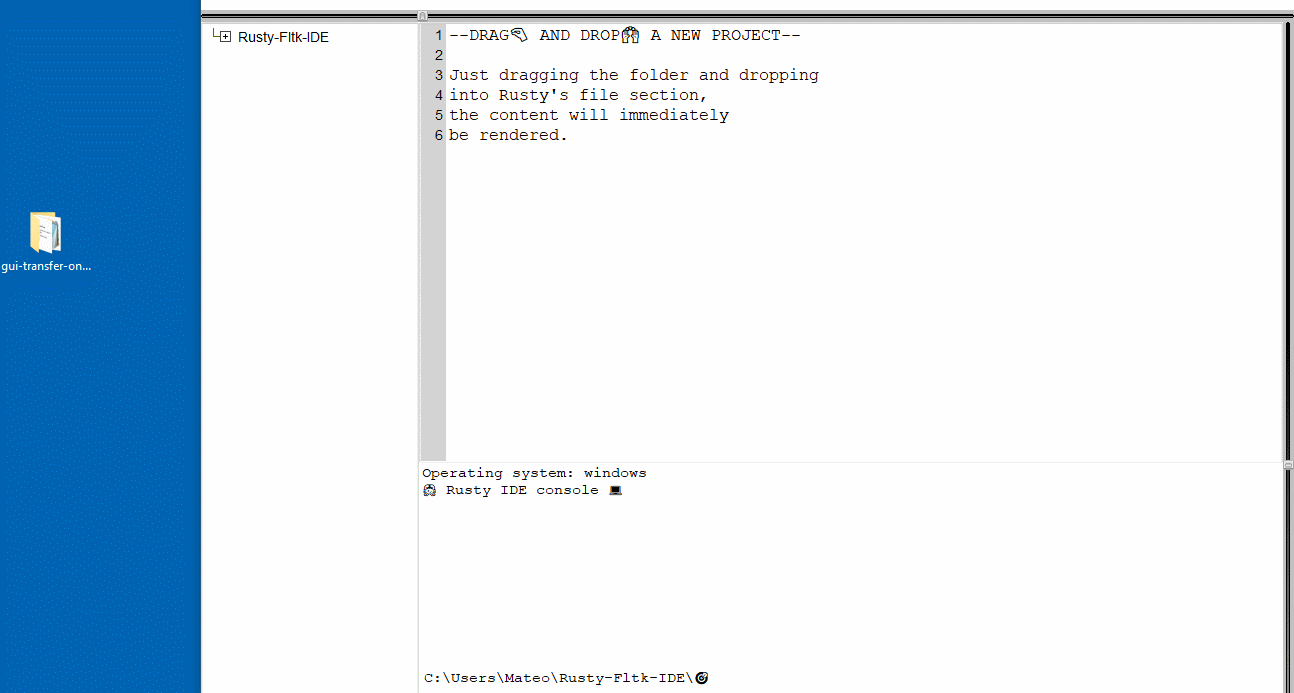 Rusty-Fltk-IDE
gui-transfer-on...
1 --DRAG AND DROP A NEW PROJECT--
2
3 Just dragging the folder and dropping
4 into Rusty's file section,
5 the content will immediately
6 be rendered.
Operating system: windows
Rusty IDE console
C:\Users\Mateo\Rusty-Fltk-IDE\